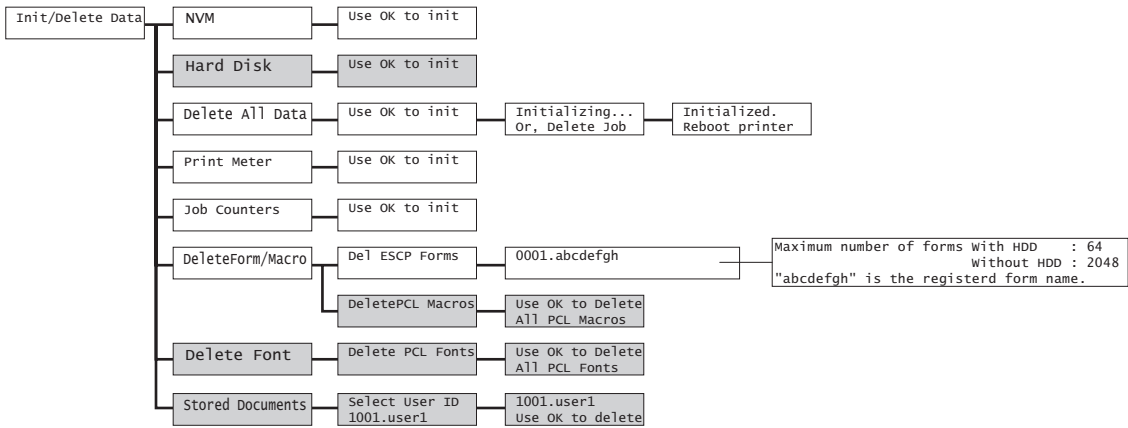 Init/Delete Data
NVM
Use OK to init
Hard Disk
Use OK to init
Delete All Data
Use OK to init
Initializing...
Or, Delete Job
Initialized.
Reboot printer
Print Meter
Use OK to init
Job Counters
Use OK to init
DeleteForm/Macro
Del ESCP Forms
0001.abcdefgh
Maximum number of forms With HDD : 64
Without HDD : 2048
"abcdefgh" is the registerd form name.
DeletePCL Macros
Use OK to Delete
All PCL Macros
Delete Font
Delete PCL Fonts
Use OK to Delete
All PCL Fonts
Stored Documents
Select User ID
1001.user1
1001.user1
Use OK to delete